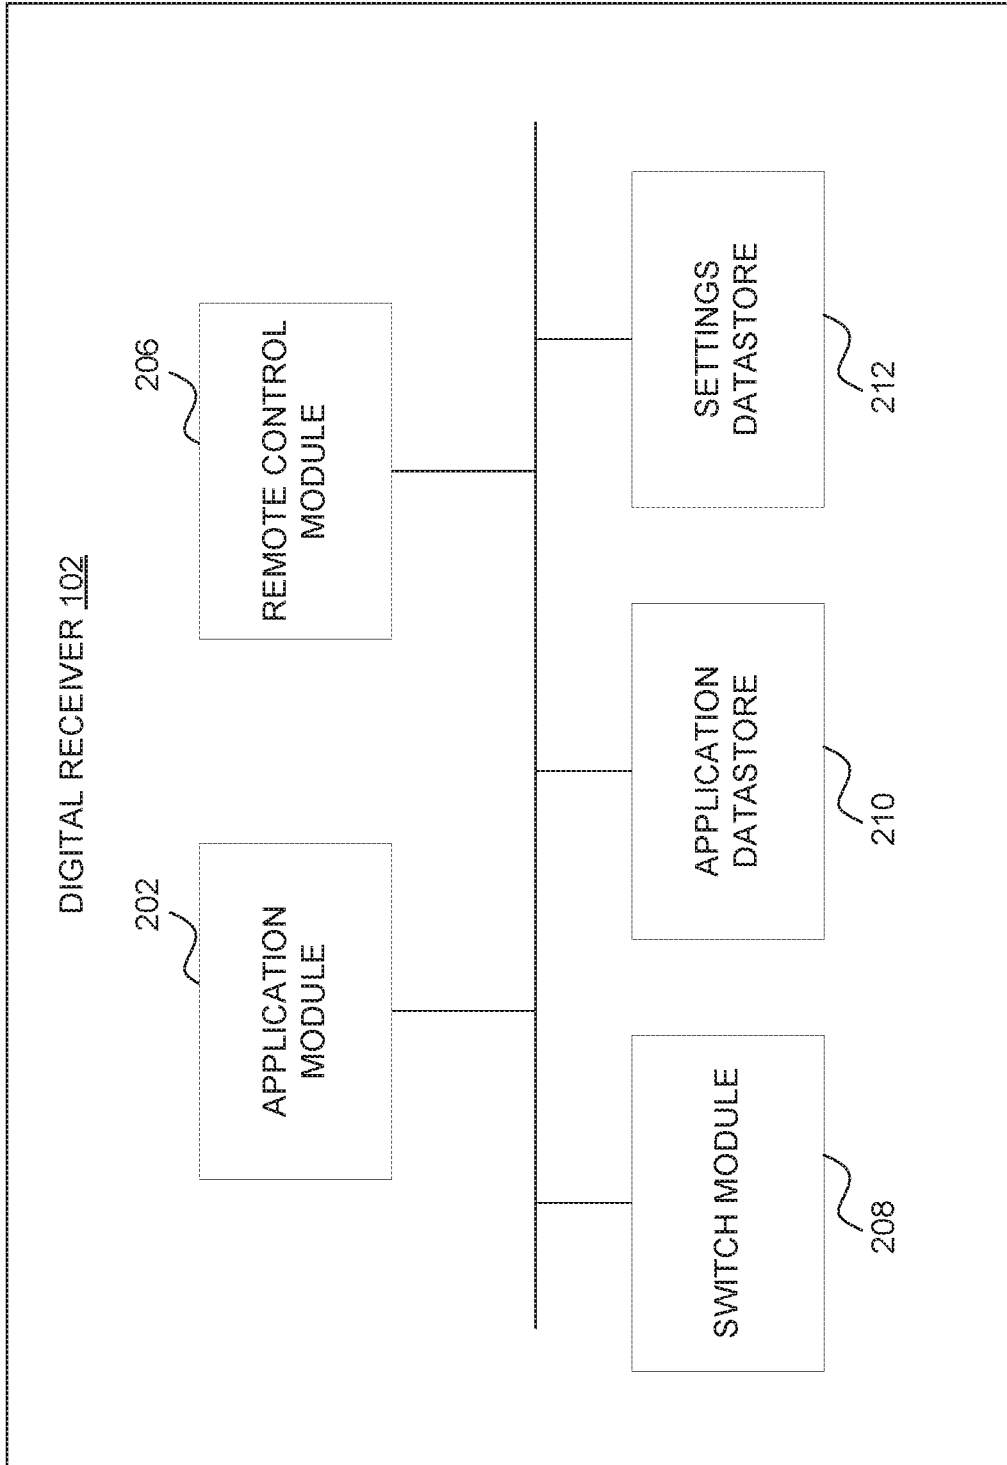 DIGITAL RECEIVER 102
202
APPLICATION
MODULE
206
REMOTE CONTROL
MODULE
SWITCH MODULE
208
APPLICATION
DATASTORE
210
SETTINGS
DATASTORE
212